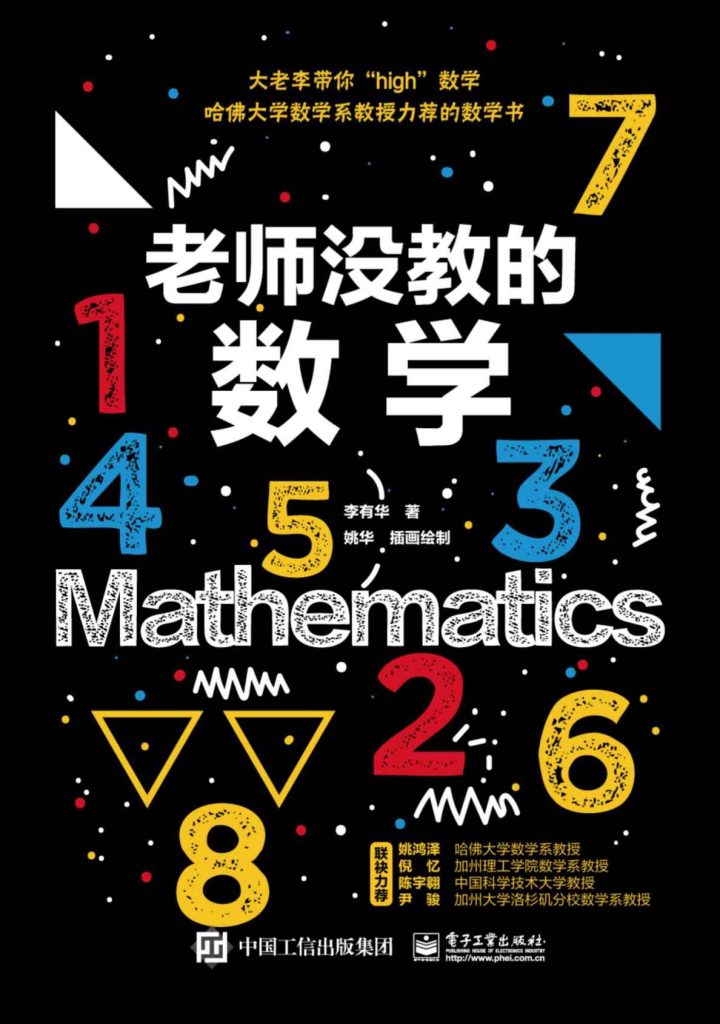 大老李带你“high”数学
哈佛大学数学系教授力荐的数学书
7
老师没教的
1
数学
4
5
3
李有华 著
姚华 插画绘制
Mathematics
2
6
8
联袂力荐
姚鸿泽 哈佛大学数学系教授
倪忆 加州理工学院数学系教授
陈宇翱 中国科学技术大学教授
尹骏 加州大学洛杉矶分校数学系教授
中国工信出版集团
电子工业出版社
PUBLISHING HOUSE OF ELECTRONICS INDUSTRY
http://www.phei.com.cn